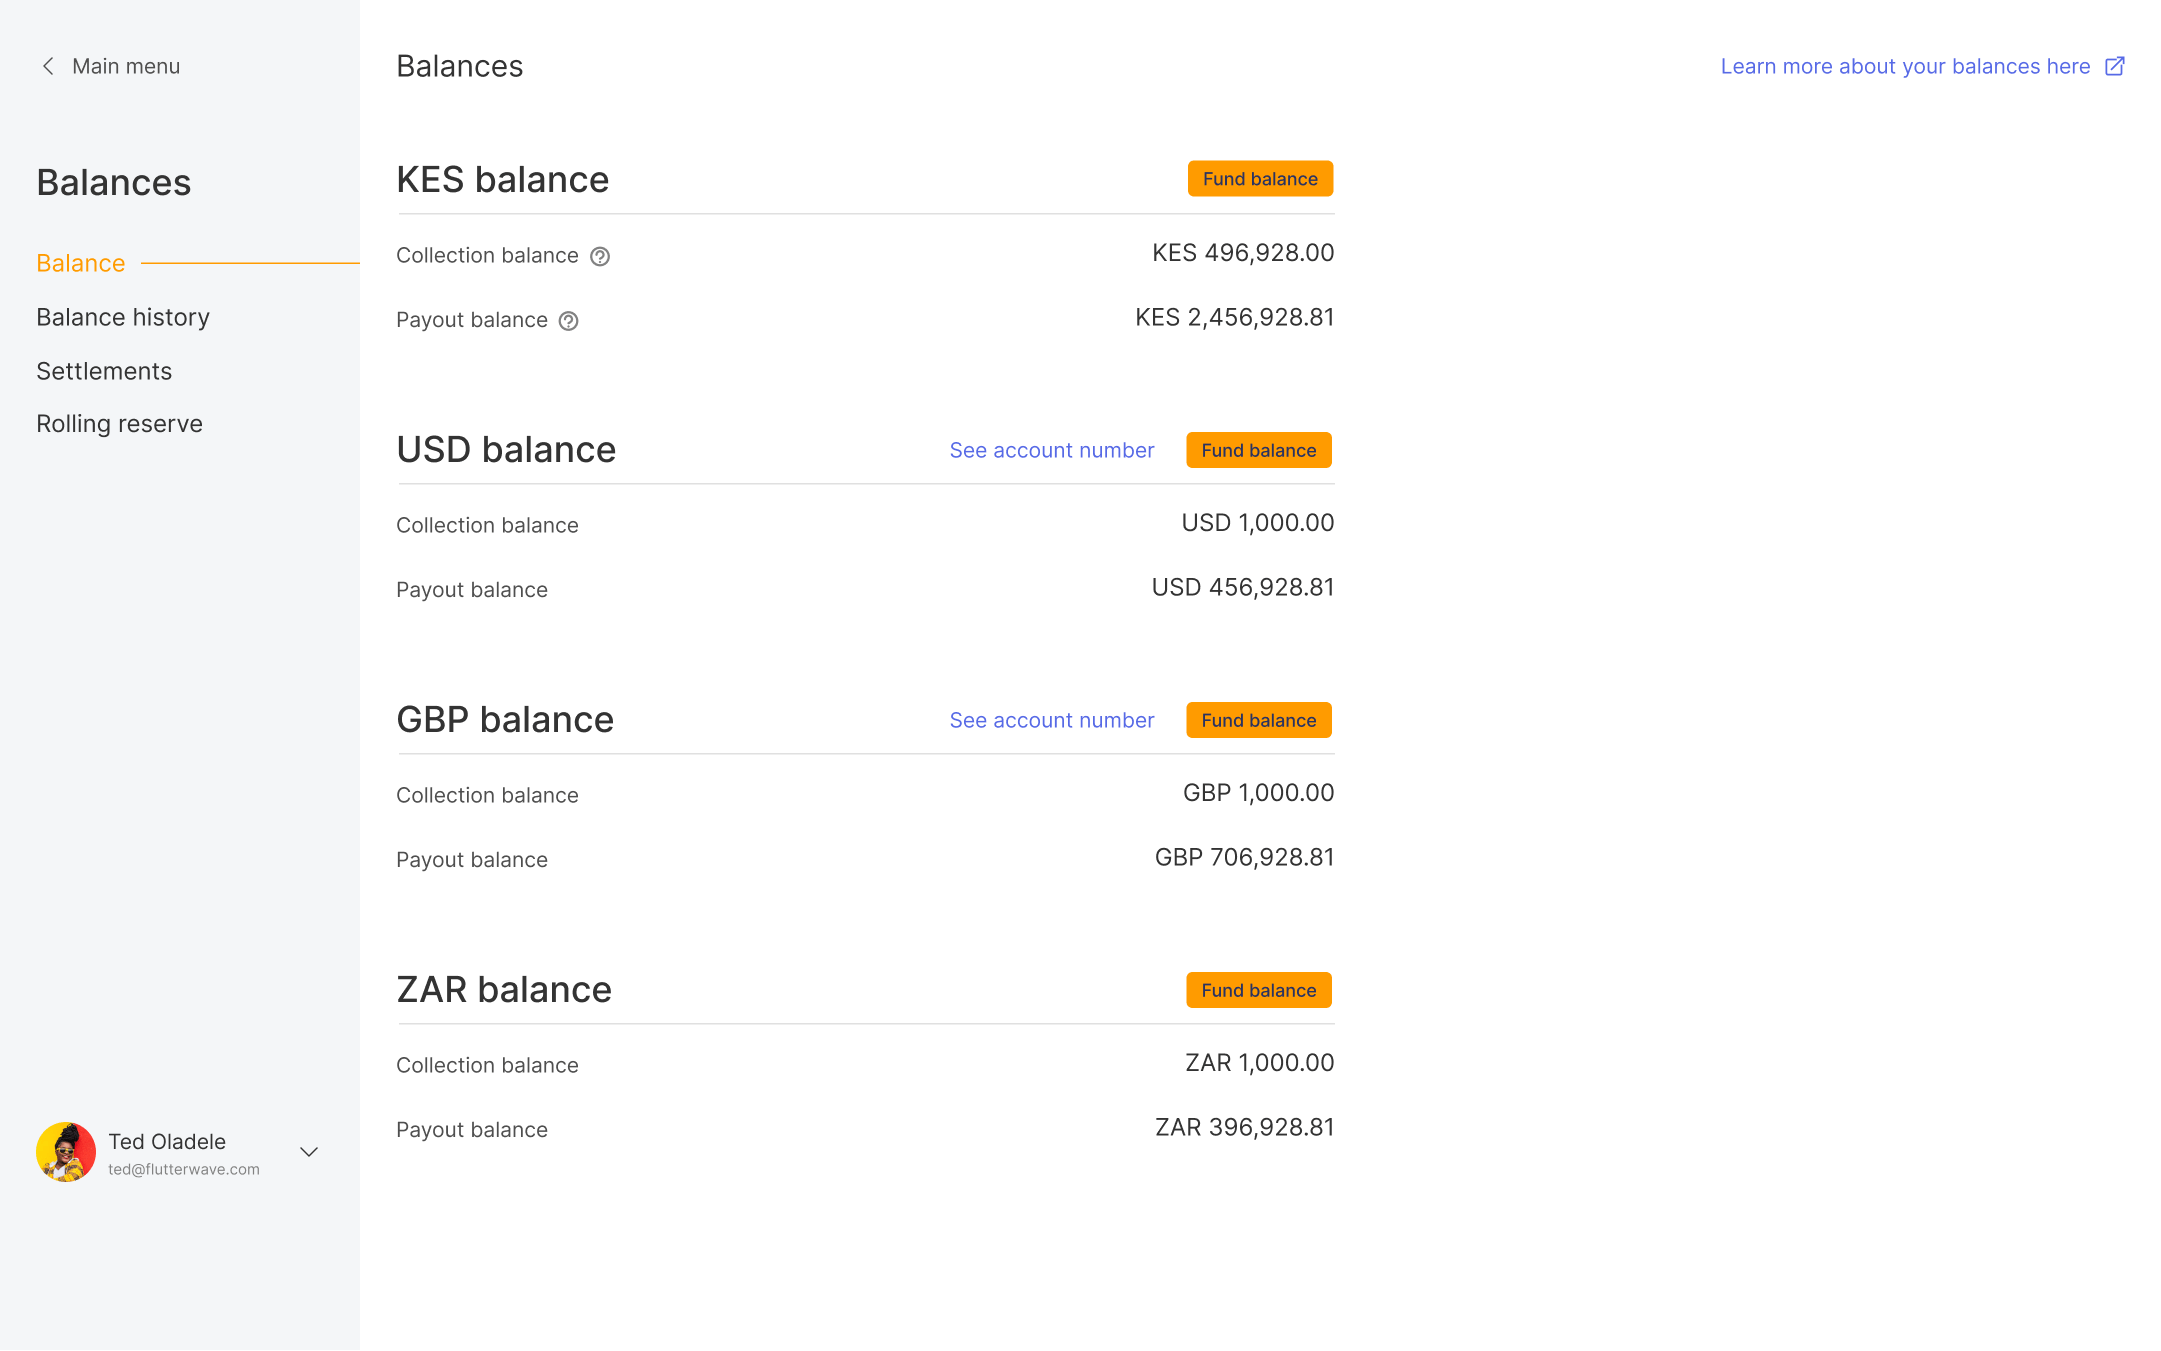 Main menu
Balances
Balance
Balance history
Settlements
Rolling reserve
Ted Oladele
ted@flutterwave.com
Balances
Learn more about your balances here
KES balance
Fund balance
Collection balance
KES 496,928.00
Payout balance
KES 2,456,928.81
USD balance
See account number
Fund balance
Collection balance
USD 1,000.00
Payout balance
USD 456,928.81
GBP balance
See account number
Fund balance
Collection balance
GBP 1,000.00
Payout balance
GBP 706,928.81
ZAR balance
Fund balance
Collection balance
ZAR 1,000.00
Payout balance
ZAR 396,928.81